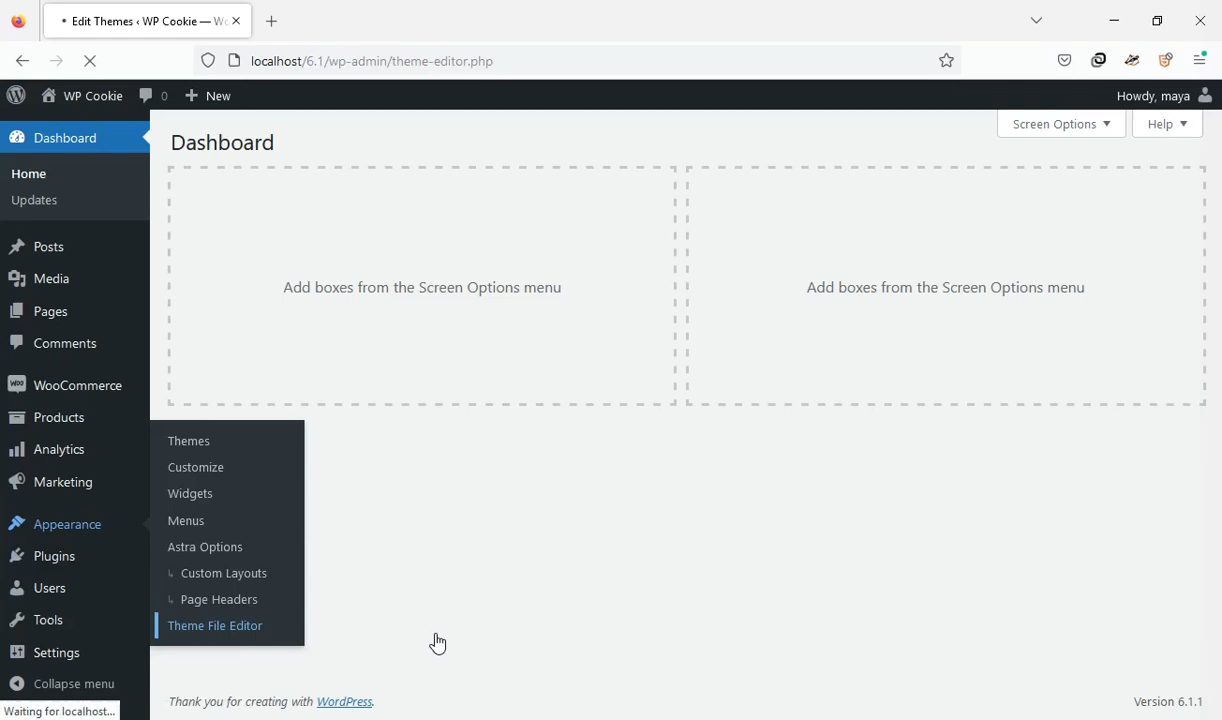 Edit Themes ‹ WP Cookie — Wo
localhost/6.1/wp-admin/theme-editor.php
WP Cookie
0
New
Howdy, maya
Dashboard
Home
Updates
Posts
Media
Pages
Comments
WooCommerce
Products
Analytics
Marketing
Appearance
Plugins
Users
Tools
Settings
Collapse menu
Waiting for localhost...
Themes
Customize
Widgets
Menus
Astra Options
Custom Layouts
Page Headers
Theme File Editor
Dashboard
Screen Options
Help
Add boxes from the Screen Options menu
Add boxes from the Screen Options menu
Thank you for creating with WordPress.
Version 6.1.1